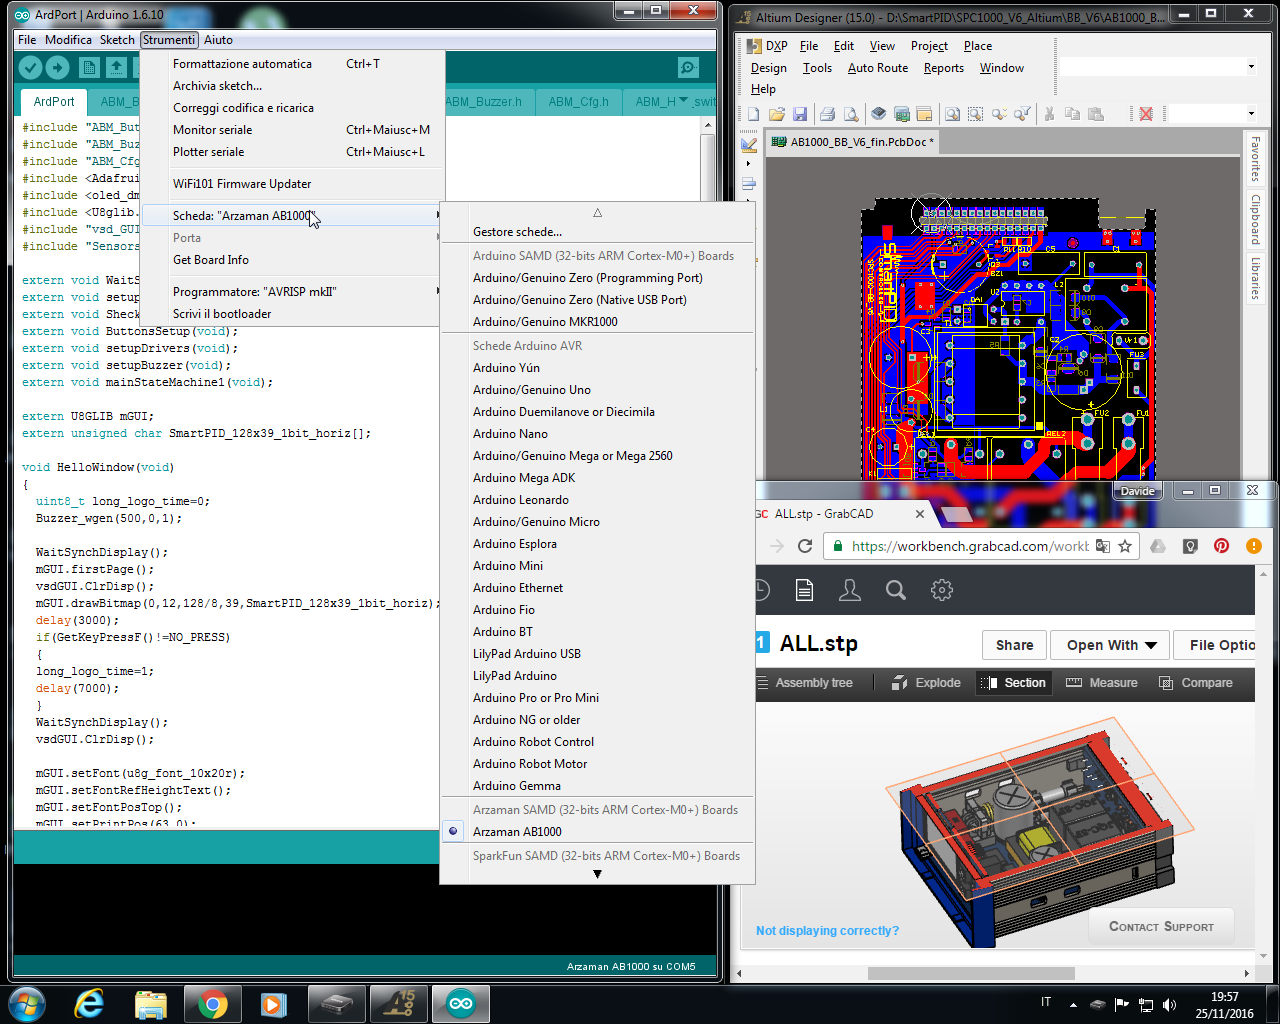 ArdPort | Arduino 1.6.10
File Modifica Sketch Strumenti Aiuto
ArdPort
ABM_Buzzer.h
ABM_Cfg.h
Formattazione automatica Ctrl+T
Archivia sketch...
Correggi codifica e ricarica
Monitor seriale Ctrl+Maiusc+M
Plotter seriale Ctrl+Maiusc+L
WiFi101 Firmware Updater
Scheda: "Arzaman AB1000"
Porta
Get Board Info
Programmatore: "AVRISP mkII"
Scrivi il bootloader
#include "ABM_But
#include "ABM_Buz
#include "ABM_Cfg
#include <Adafrui
#include <oled_dm
#include <U8glib.
#include "vsd_GUI
#include "Sensors
extern void WaitS
extern void setup
extern void Sheck
extern void ButtonsSetup(void);
extern void setupDrivers(void);
extern void setupBuzzer(void);
extern void mainStateMachine1(void);
extern U8GLIB mGUI;
extern unsigned char SmartPID_128x39_1bit_horiz[];
void HelloWindow(void)
{
uint8_t long_logo_time=0;
Buzzer_wgen(500,0,1);
WaitSynchDisplay();
mGUI.firstPage();
vsdGUI.ClrDisp();
mGUI.drawBitmap(0,12,128/8,39,SmartPID_128x39_1bit_horiz);
delay(3000);
if(GetKeyPressF()!=NO_PRESS)
{
long_logo_time=1;
delay(7000);
}
WaitSynchDisplay();
vsdGUI.ClrDisp();
mGUI.setFont(u8g_font_10x20r);
mGUI.setFontRefHeightText();
mGUI.setFontPosTop();
mGUI.setPrintPos(63,0);
Arzaman AB1000 su COM5
Gestore schede...
Arduino SAMD (32-bits ARM Cortex-M0+) Boards
Arduino/Genuino Zero (Programming Port)
Arduino/Genuino Zero (Native USB Port)
Arduino/Genuino MKR1000
Schede Arduino AVR
Arduino Yún
Arduino/Genuino Uno
Arduino Duemilanove or Diecimila
Arduino Nano
Arduino/Genuino Mega or Mega 2560
Arduino Mega ADK
Arduino Leonardo
Arduino/Genuino Micro
Arduino Esplora
Arduino Mini
Arduino Ethernet
Arduino Fio
Arduino BT
LilyPad Arduino USB
LilyPad Arduino
Arduino Pro or Pro Mini
Arduino NG or older
Arduino Robot Control
Arduino Robot Motor
Arduino Gemma
Arzaman SAMD (32-bits ARM Cortex-M0+) Boards
Arzaman AB1000
SparkFun SAMD (32-bits ARM Cortex-M0+) Boards
Altium Designer (15.0) - D:\SmartPID\SPC1000_V6_Altium\BB_V6\AB1000_B...
DXP File Edit View Project Place
Design Tools Auto Route Reports Window
Help
AB1000_BB_V6_fin.PcbDoc *
Favorites
Clipboard
Libraries
SmartPID
FU3
FU2
FU1
REL2
Davide
ALL.stp - GrabCAD
https://workbench.grabcad.com/workb
1 ALL.stp
Share
Open With
File Optio
Assembly tree
Explode
Section
Measure
Compare
Not displaying correctly?
Contact Support
IT
19:57
25/11/2016